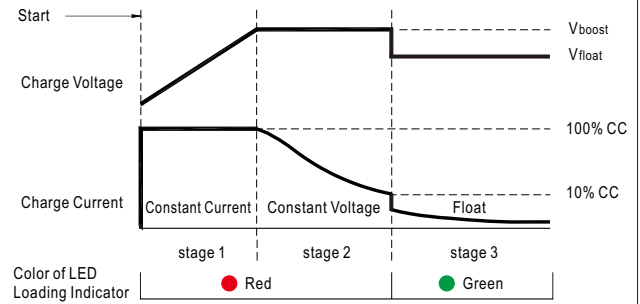 Start
Vboost
Vfloat
Charge Voltage
100% CC
10% CC
Charge Current
Constant Current
Constant Voltage
Float
stage 1
stage 2
stage 3
Color of LED
Loading Indicator
Red
Green